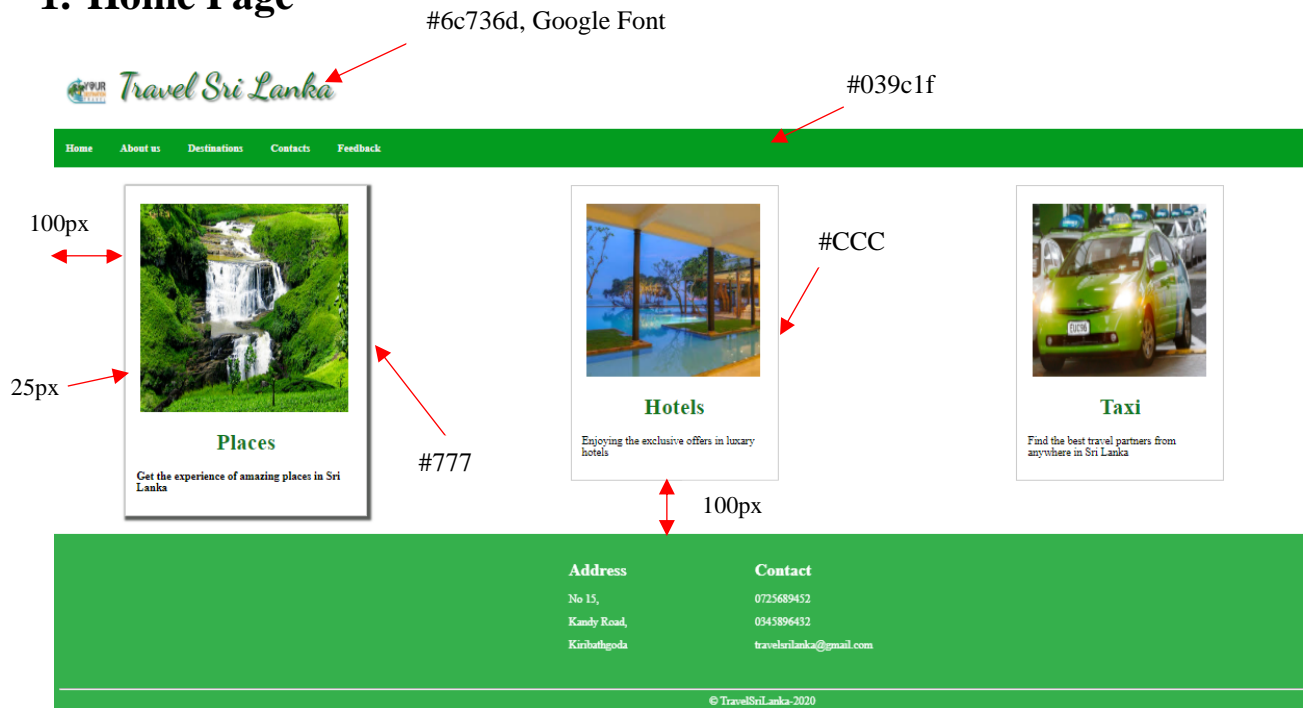 1. Home Page
#6c736d, Google Font
YOUR
Travel Sri Lanka
#039c1f
Home About us Destinations Contacts Feedback
100px
#CCC
25px
Places
Get the experience of amazing places in Sri
Lanka
#777
Hotels
Enjoying the exclusive offers in luxary
hotels
100px
Taxi
Find the best travel partners from
anywhere in Sri Lanka
Address
No 15,
Kandy Road,
Kiribathgoda
Contact
0725689452
0345896432
travelsrilanka@gmail.com
© TravelSriLanka-2020